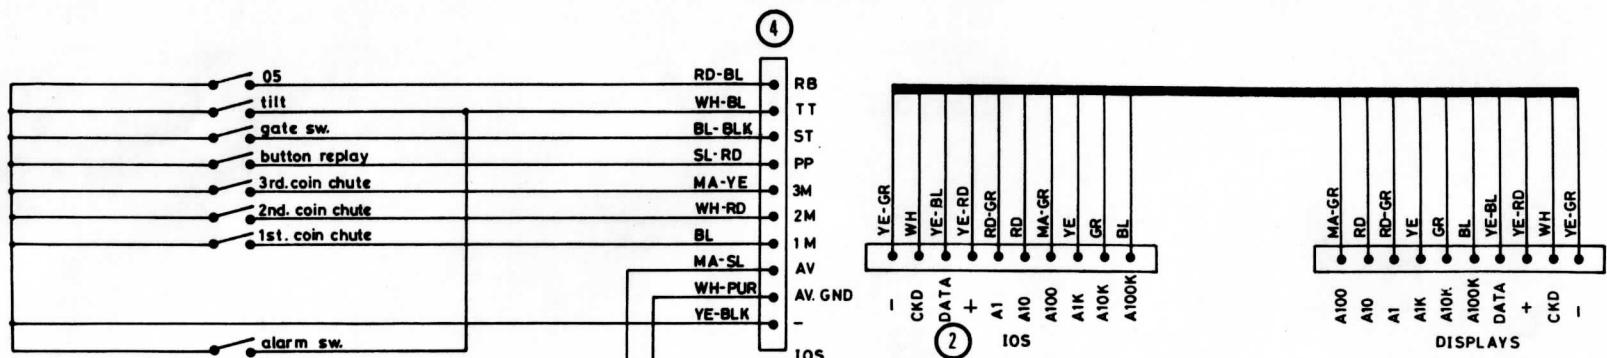 4
05 RD-BL RB
tilt WH-BL TT
gate sw. BL-BLK ST
button replay SL-RD PP
3rd.coin chute MA-YE 3M
2nd. coin chute WH-RD 2M
1st. coin chute BL 1M
MA-SL AV
WH-PUR AV. GND
YE-BLK -
alarm sw. IOS
YE-GR WH YE-BL YE-RD RD-GR RD MA-GR YE GR BL
- CKD DATA + A1 A10 A100 A1K A10K A100K
2 IOS
MA-GR RD RD-GR YE GR BL YE-BL YE-RD WH YE-GR
A100 A10 A1 A1K A10K A100K DATA + CKD -
DISPLAYS